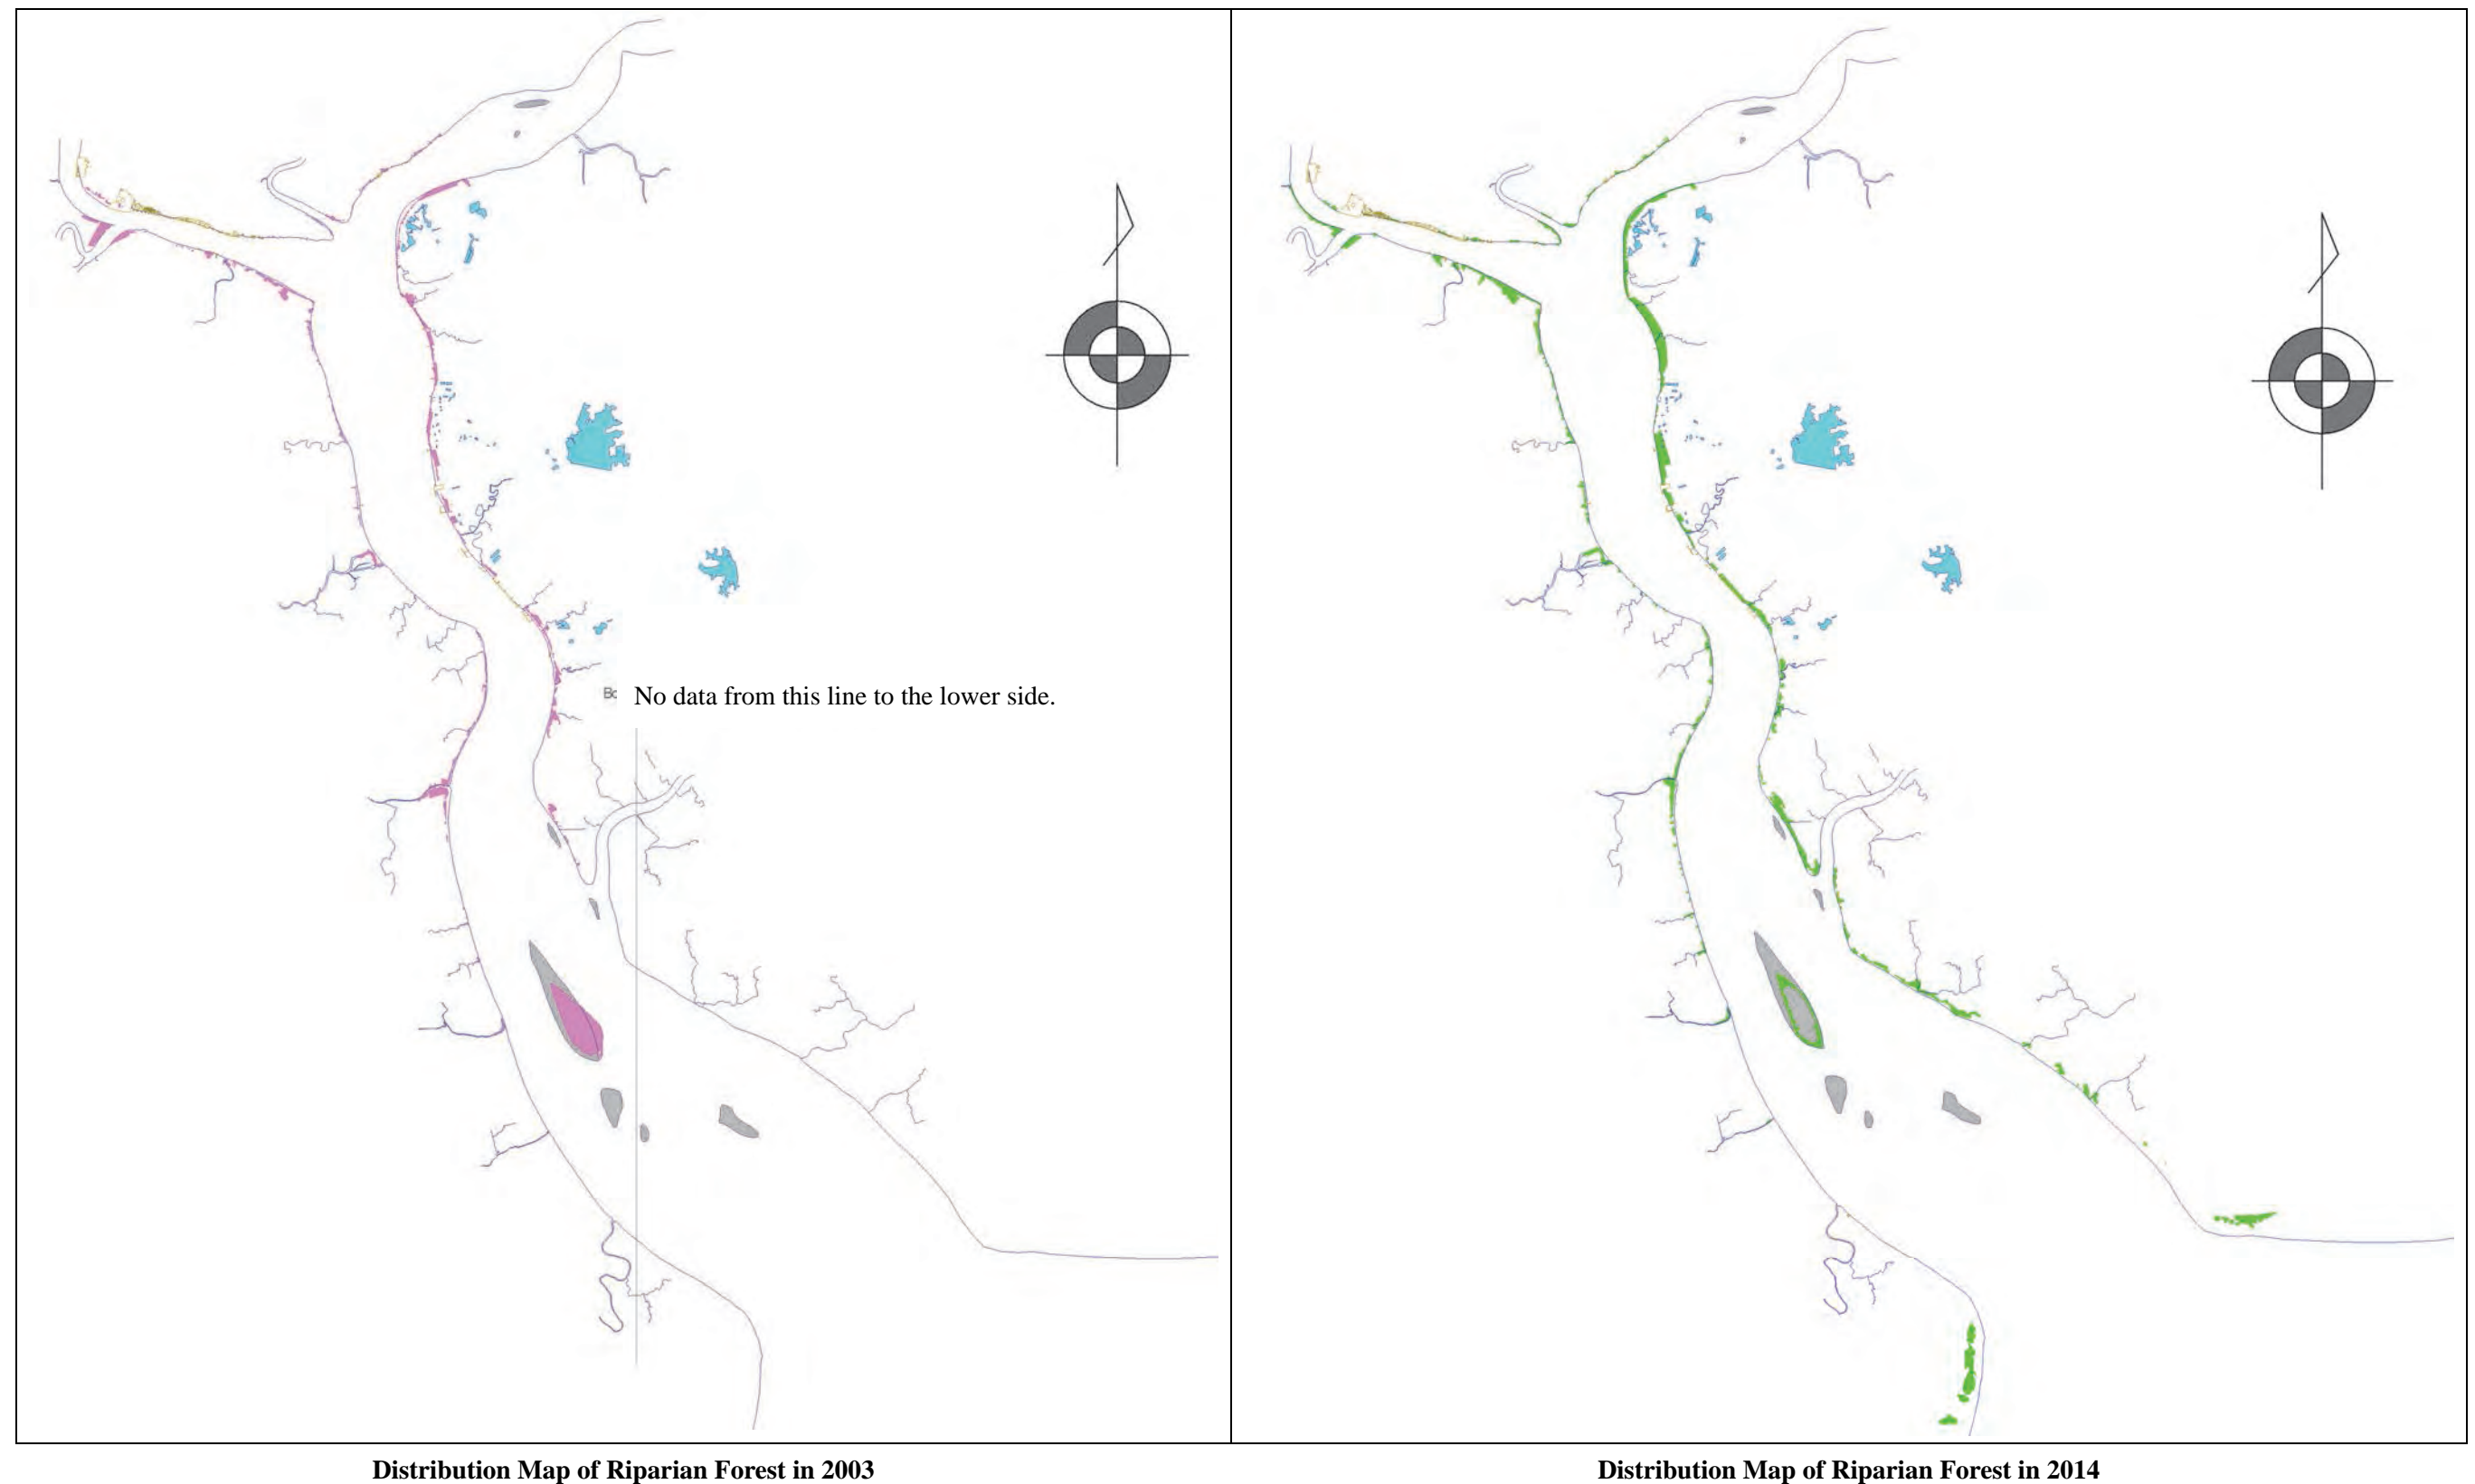 No data from this line to the lower side.
Distribution Map of Riparian Forest in 2003
Distribution Map of Riparian Forest in 2014